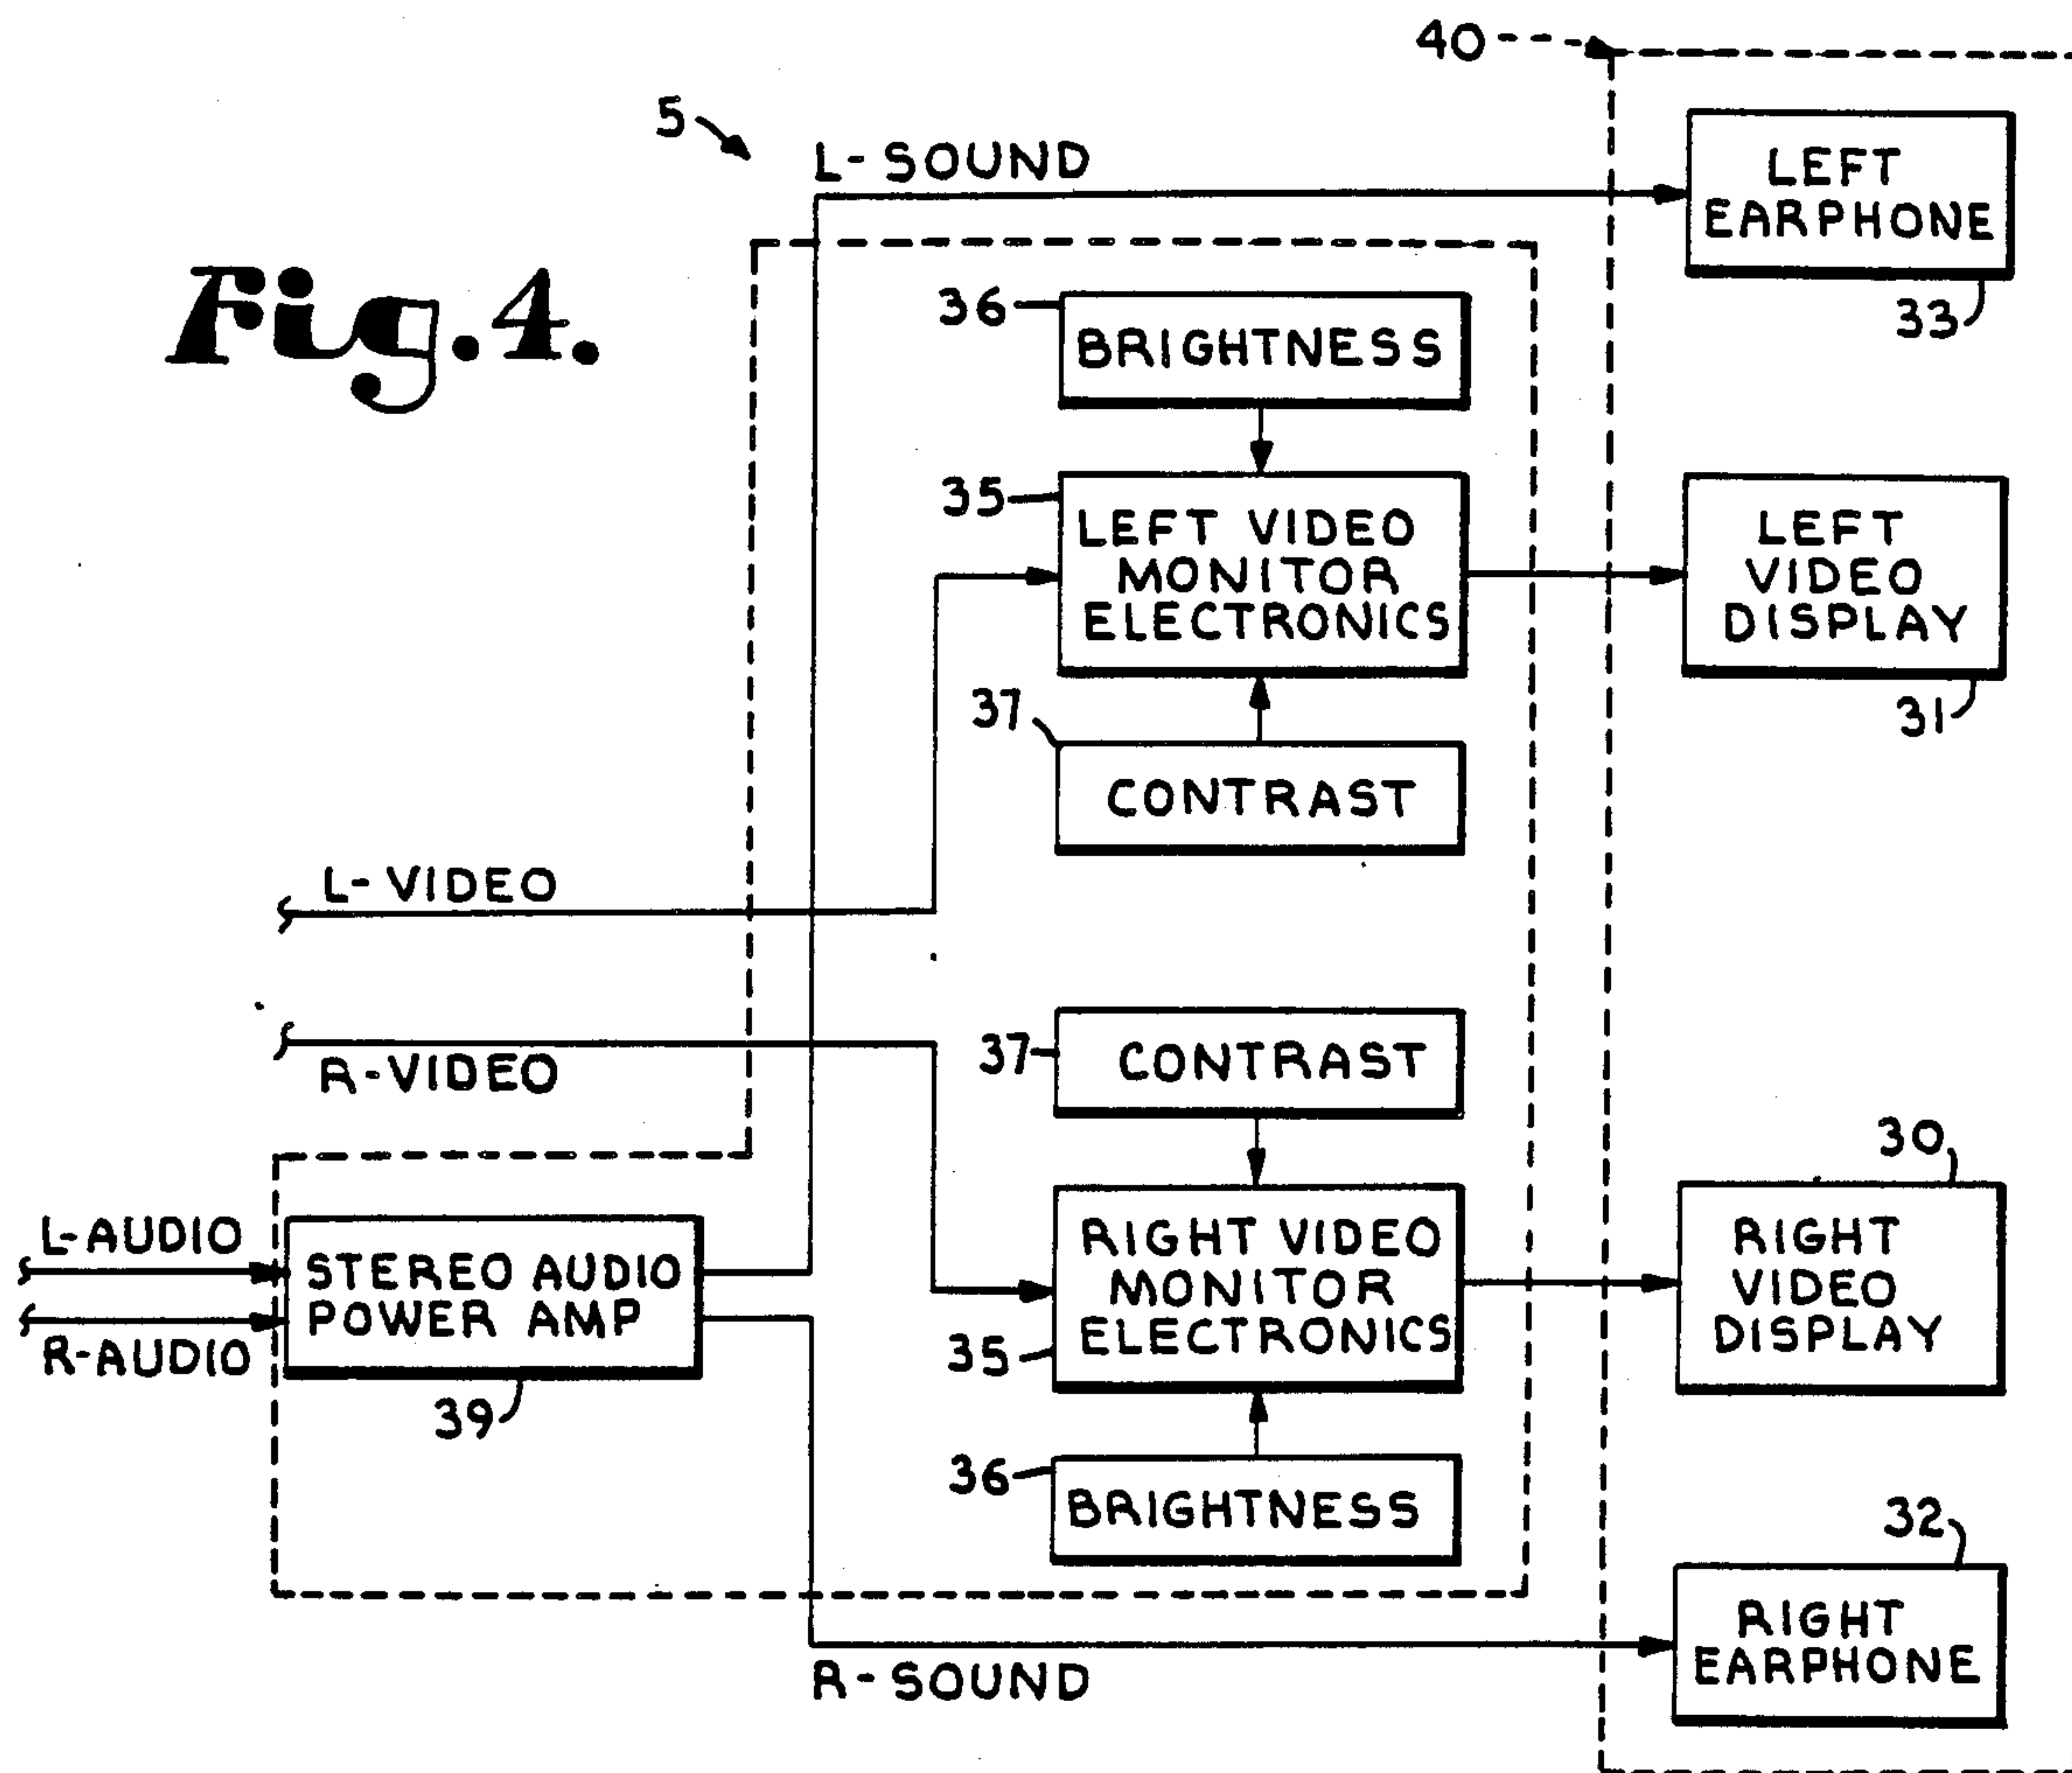 40
5
L-SOUND
LEFT
EARPHONE
33
Fig.4.
36
BRIGHTNESS
35
LEFT VIDEO
MONITOR
ELECTRONICS
LEFT
VIDEO
DISPLAY
31
37
CONTRAST
L-VIDEO
R-VIDEO
37
CONTRAST
30
RIGHT
VIDEO
DISPLAY
L-AUDIO
R-AUDIO
STEREO AUDIO
POWER AMP
39
RIGHT VIDEO
MONITOR
ELECTRONICS
35
36
BRIGHTNESS
32
RIGHT
EARPHONE
R-SOUND